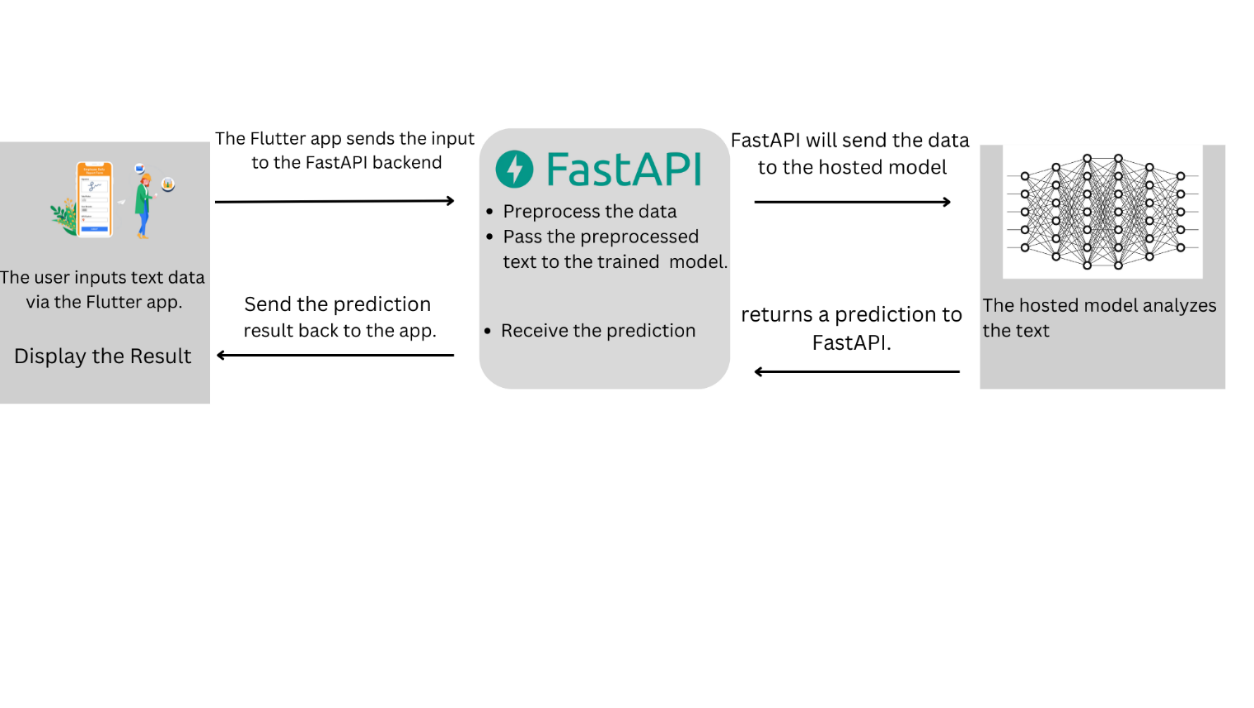 The Flutter app sends the input
to the FastAPI backend
FastAPI
FastAPI will send the data
to the hosted model
• Preprocess the data
• Pass the preprocessed
text to the trained model.
The user inputs text data
via the Flutter app.
Display the Result
Send the prediction
result back to the app.
• Receive the prediction
returns a prediction to
FastAPI.
The hosted model analyzes
the text